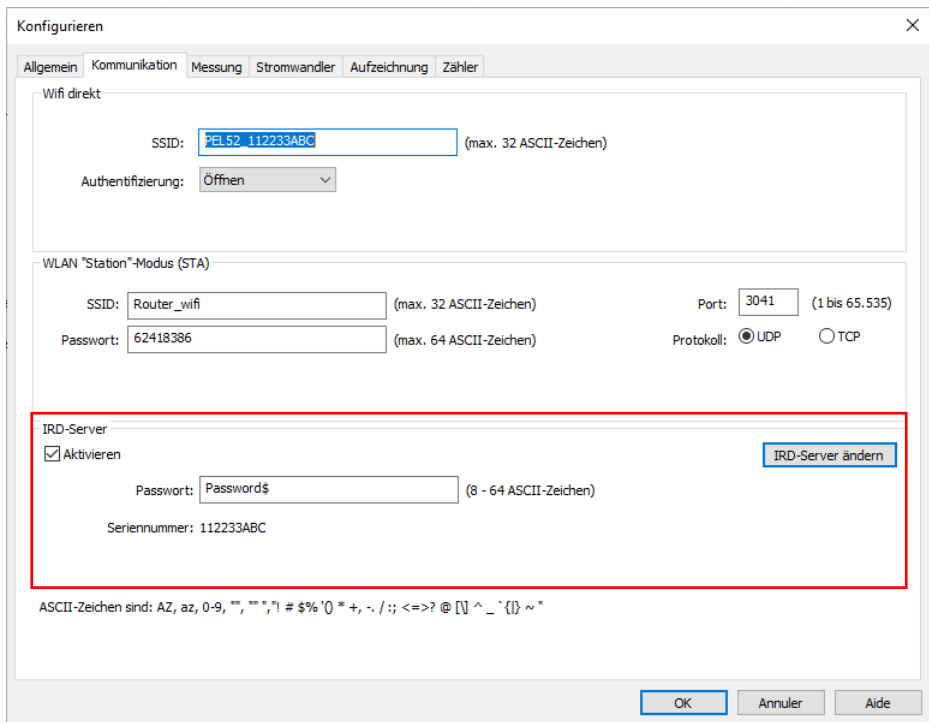 Konfigurieren
Allgemein Kommunikation Messung Stromwandler Aufzeichnung Zähler
Wifi direkt
SSID: PEL52_112233ABC (max. 32 ASCII-Zeichen)
Authentifizierung: Öffnen
WLAN "Station"-Modus (STA)
SSID: Router_wifi (max. 32 ASCII-Zeichen) Port: 3041 (1 bis 65.535)
Passwort: 62418386 (max. 64 ASCII-Zeichen) Protokoll: UDP TCP
IRD-Server
Aktivieren IRD-Server ändern
Passwort: Password$ (8 - 64 ASCII-Zeichen)
Seriennummer: 112233ABC
ASCII-Zeichen sind: AZ, az, 0-9, "", "" ","! # $% '() * +, -. / :; <=>? @ [\] ^ _ `{|} ~ "
OK Annuler Aide